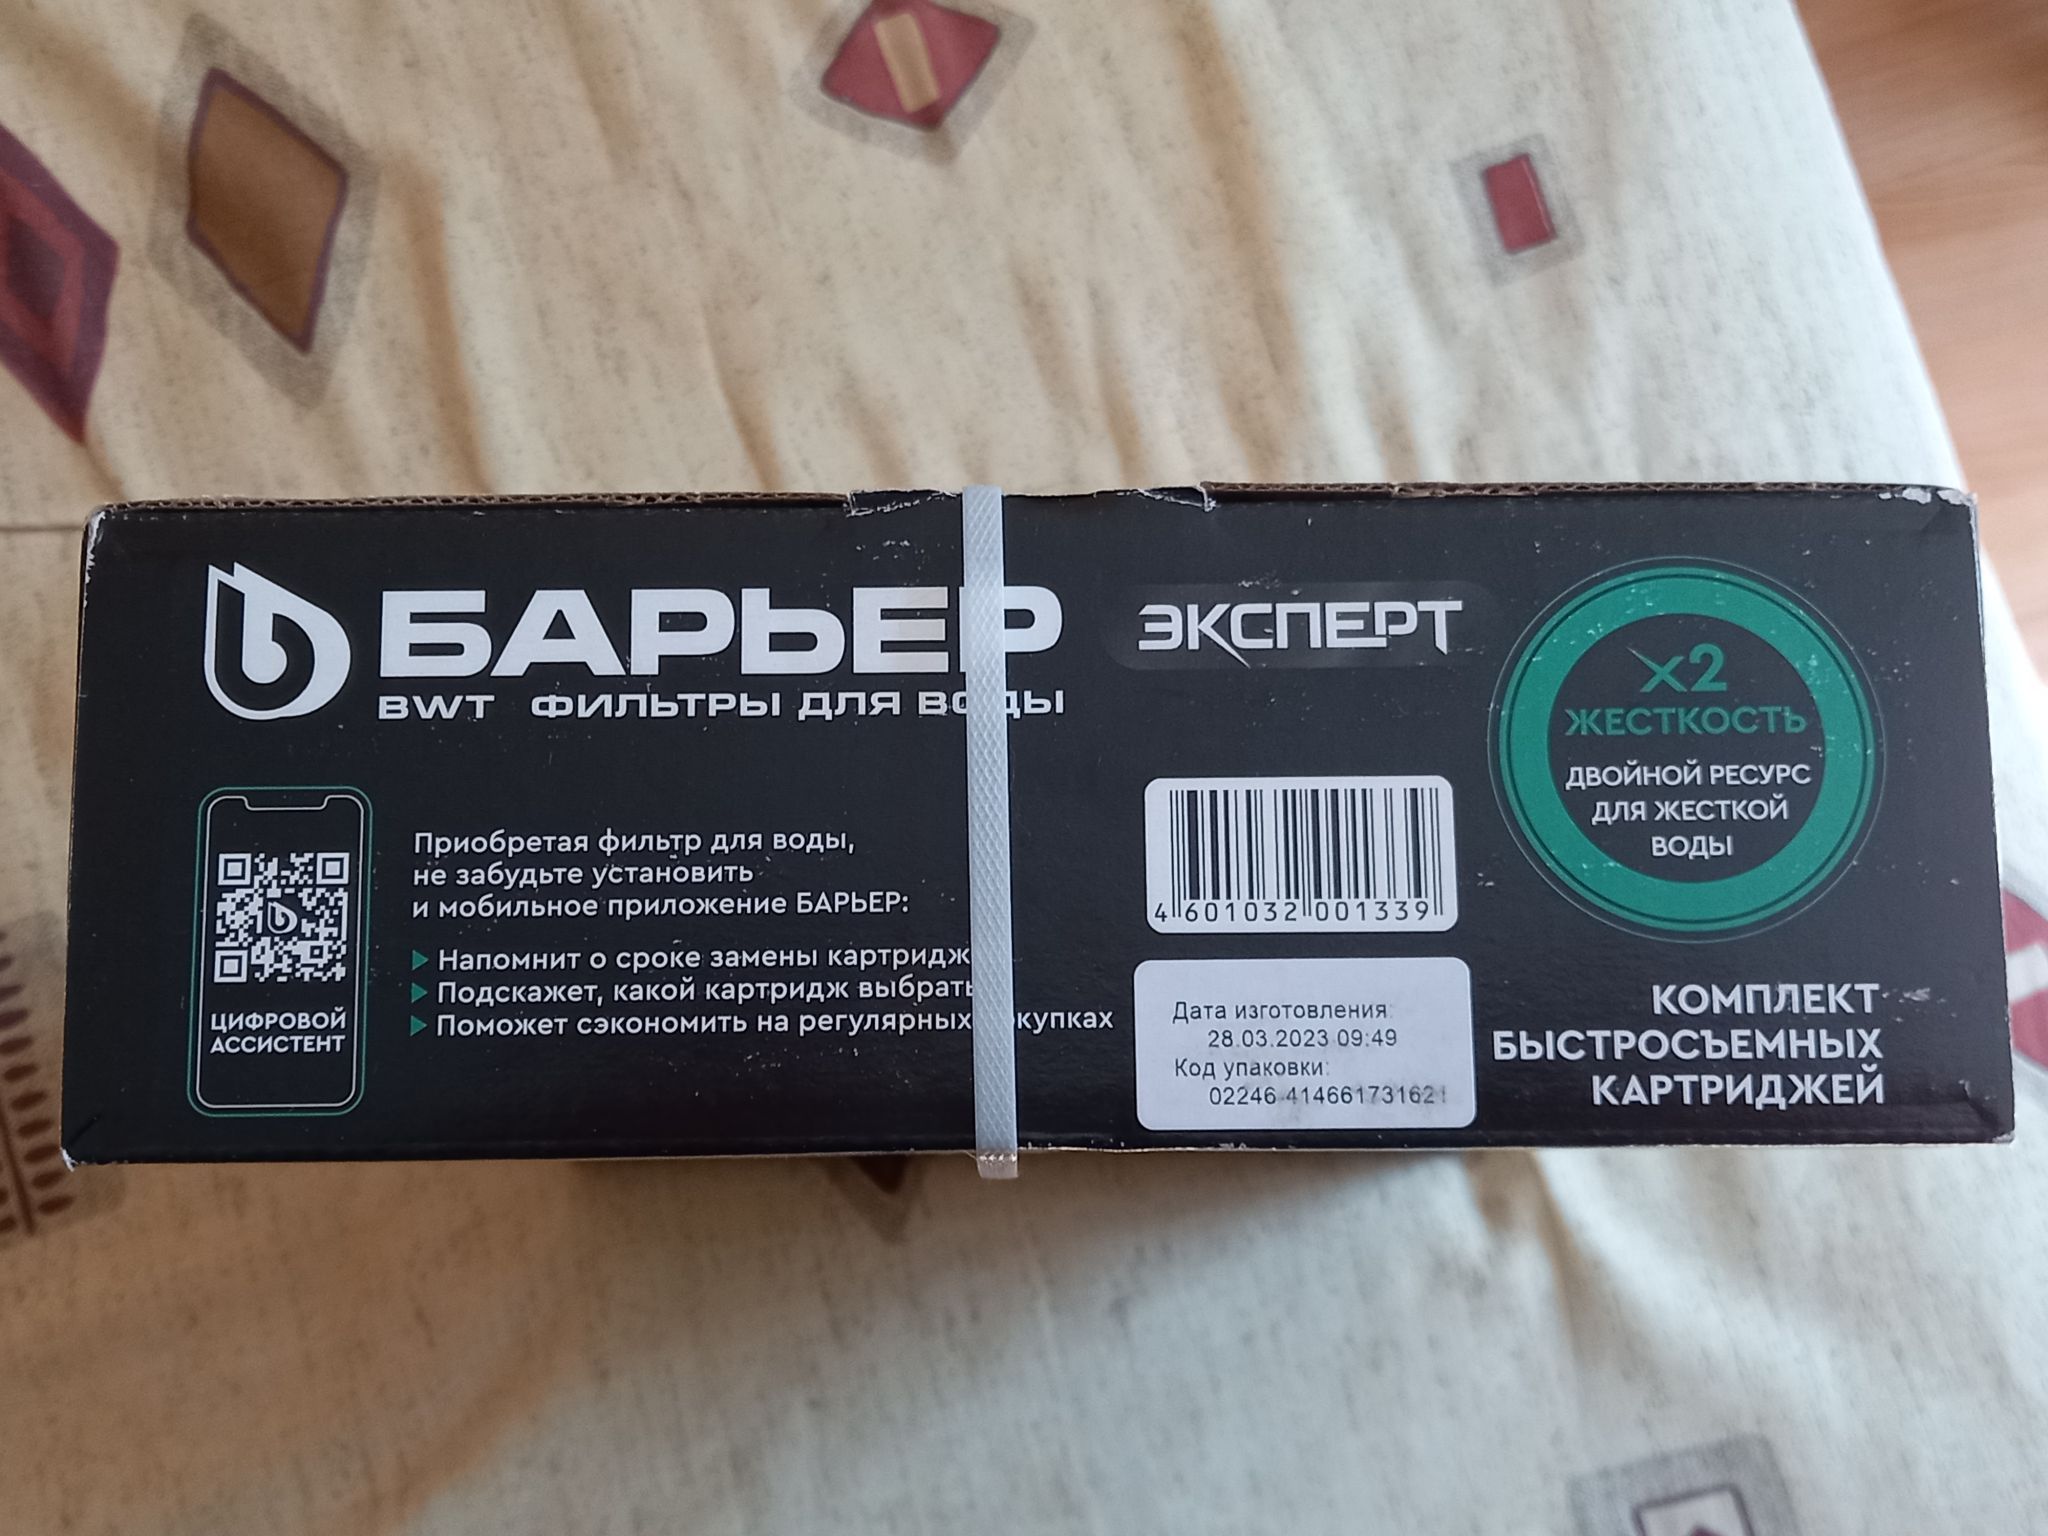 БАРЬЕР
BWT ФИЛЬТРЫ ДЛЯ ВОДЫ
ЭКСПЕРТ
x2
ЖЕСТКОСТЬ
ДВОЙНОЙ РЕСУРС
ДЛЯ ЖЕСТКОЙ
ВОДЫ
ЦИФРОВОЙ
АССИСТЕНТ
Приобретая фильтр для воды,
не забудьте установить
и мобильное приложение БАРЬЕР:
Напомнит о сроке замены
Подскажет, какой картридж выбрать
Поможет сэкономить на регулярных
4 601032 001339
Дата изготовления:
28.03.2023 09:49
Код упаковки:
02246 414661731621
КОМПЛЕКТ
БЫСТРОСЪЕМНЫХ
КАРТРИДЖЕЙ